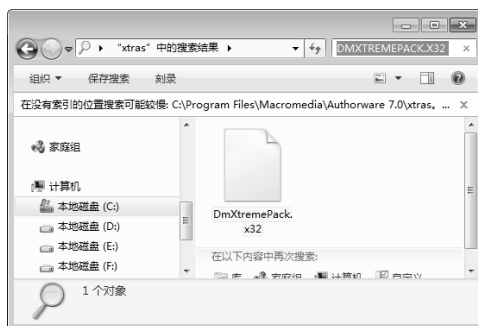 “xtras” 中的搜索结果
DMXTREMEPACK.X32
组织 保存搜索 刻录
在没有索引的位置搜索可能较慢: C:\Program Files\Macromedia\Authorware 7.0\xtras。 ...
家庭组
计算机
本地磁盘 (C:)
本地磁盘 (D:)
本地磁盘 (E:)
本地磁盘 (F:)
DmXtremePack.
x32
在以下内容中再次搜索:
库 家庭组 计算机 自定义
1 个对象